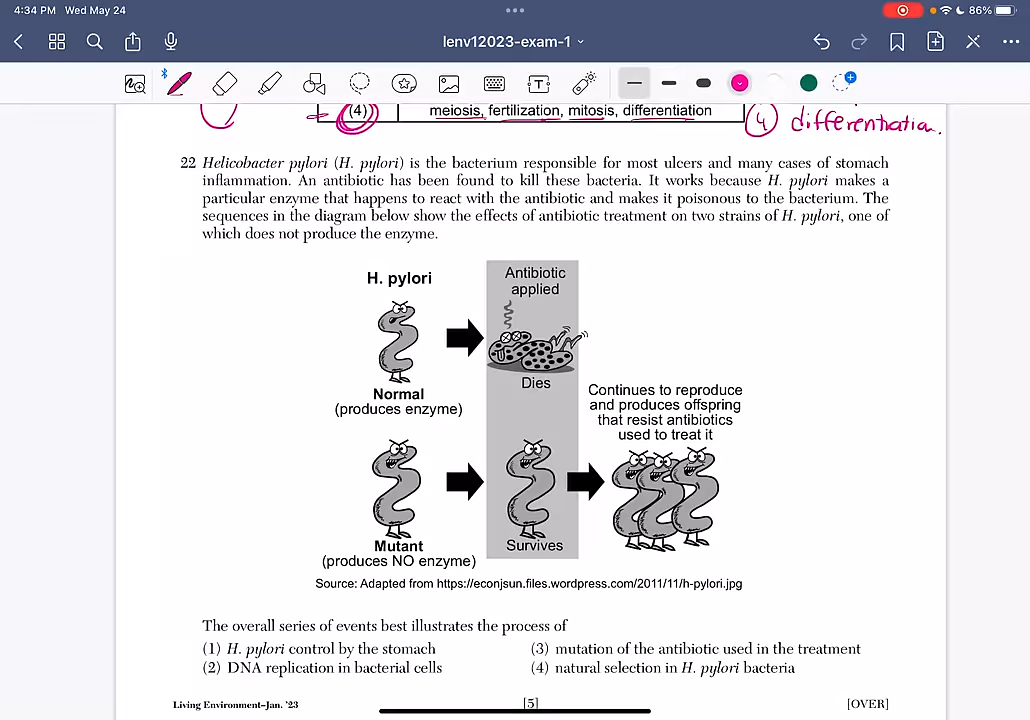 4:34 PM Wed May 24
86%
lenv12023-exam-1
(4) meiosis, fertilization, mitosis, differentiation
4 differentiation.
22 Helicobacter pylori (H. pylori) is the bacterium responsible for most ulcers and many cases of stomach
inflammation. An antibiotic has been found to kill these bacteria. It works because H. pylori makes a
particular enzyme that happens to react with the antibiotic and makes it poisonous to the bacterium. The
sequences in the diagram below show the effects of antibiotic treatment on two strains of H. pylori, one of
which does not produce the enzyme.
H. pylori
Antibiotic
applied
Dies
Normal
(produces enzyme)
Continues to reproduce
and produces offspring
that resist antibiotics
used to treat it
Mutant
(produces NO enzyme)
Survives
Source: Adapted from https://econjsun.files.wordpress.com/2011/11/h-pylori.jpg
The overall series of events best illustrates the process of
(1) H. pylori control by the stomach
(2) DNA replication in bacterial cells
(3) mutation of the antibiotic used in the treatment
(4) natural selection in H. pylori bacteria
Living Environment–Jan. '23
[5]
[OVER]